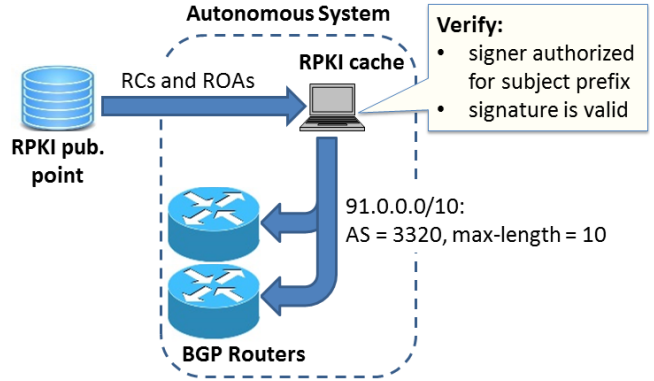 Autonomous System
Verify:
• signer authorized
for subject prefix
• signature is valid
RPKI cache
RCs and ROAs
RPKI pub.
point
91.0.0.0/10:
AS = 3320, max-length = 10
BGP Routers